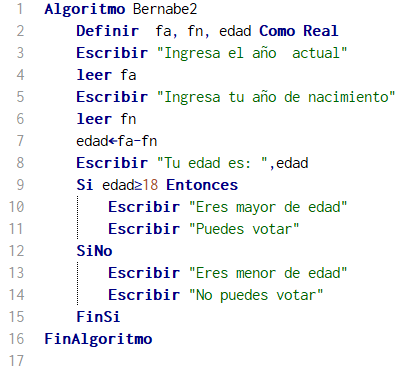 1 Algoritmo Bernabe2
2 Definir fa, fn, edad Como Real
3 Escribir "Ingresa el año  actual"
4 leer fa
5 Escribir "Ingresa tu año de nacimiento"
6 leer fn
7 edad←fa-fn
8 Escribir "Tu edad es: ",edad
9 Si edad≥18 Entonces
10 Escribir "Eres mayor de edad"
11 Escribir "Puedes votar"
12 SiNo
13 Escribir "Eres menor de edad"
14 Escribir "No puedes votar"
15 FinSi
16 FinAlgoritmo
17